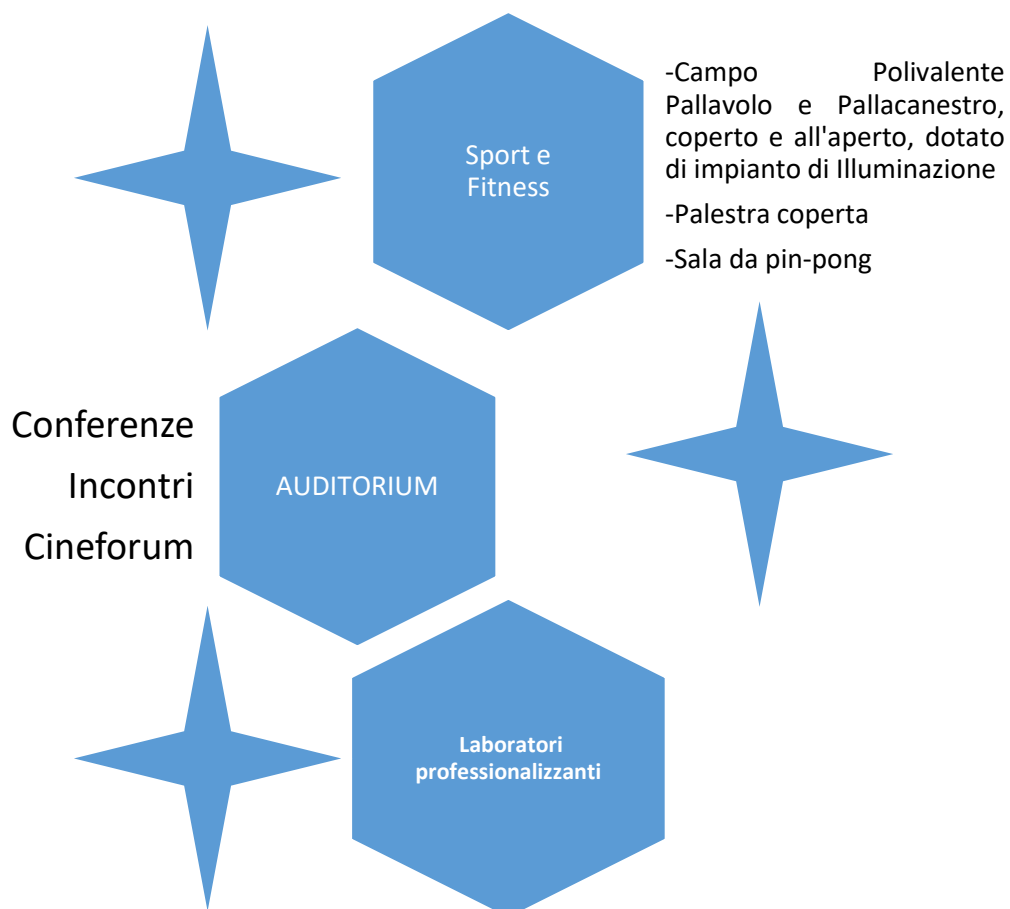 Sport e
Fitness
-Campo Polivalente
Pallavolo e Pallacanestro,
coperto e all'aperto, dotato
di impianto di Illuminazione
-Palestra coperta
-Sala da pin-pong
Conferenze
Incontri
Cineforum
AUDITORIUM
Laboratori
professionalizzanti